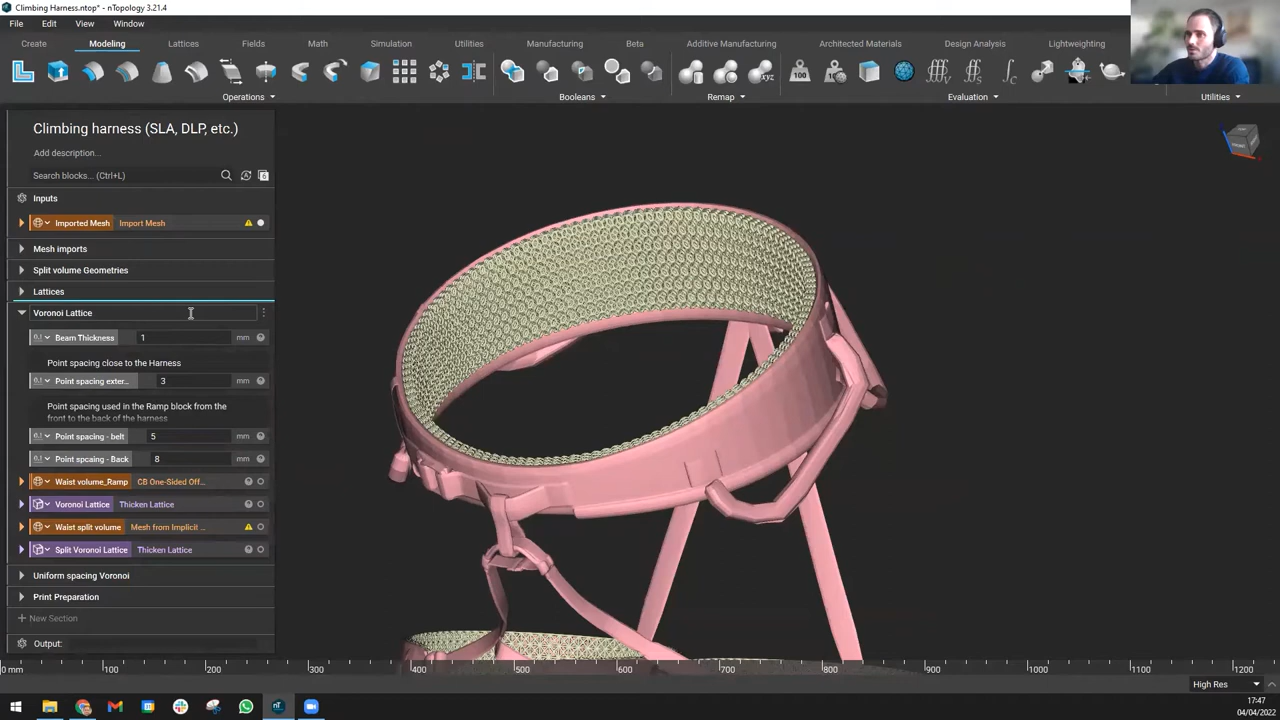 Climbing Harness.ntop* - nTopology 3.21.4
File Edit View Window
Create Modeling Lattices Fields Math Simulation Utilities Manufacturing Beta Additive Manufacturing Architected Materials Design Analysis Lightweighting
Operations Booleans Remap Evaluation Utilities
Climbing harness (SLA, DLP, etc.)
Add description...
Search blocks... (Ctrl+L)
Inputs
Imported Mesh Import Mesh
Mesh imports
Split volume Geometries
Lattices
Voronoi Lattice
Beam Thickness 1 mm
Point spacing close to the Harness
Point spacing exter... 3 mm
Point spacing used in the Ramp block from the
front to the back of the harness
Point spacing - belt 5 mm
Point spcaing - Back 8 mm
Waist volume_Ramp CB One-Sided Off...
Voronoi Lattice Thicken Lattice
Waist split volume Mesh from Implicit ...
Split Voronoi Lattice Thicken Lattice
Uniform spacing Voronoi
Print Preparation
+ New Section
Output:
0 mm 100 200 300 400 500 600 700 800 900 1000 1100 1200
High Res
17:47
04/04/2022